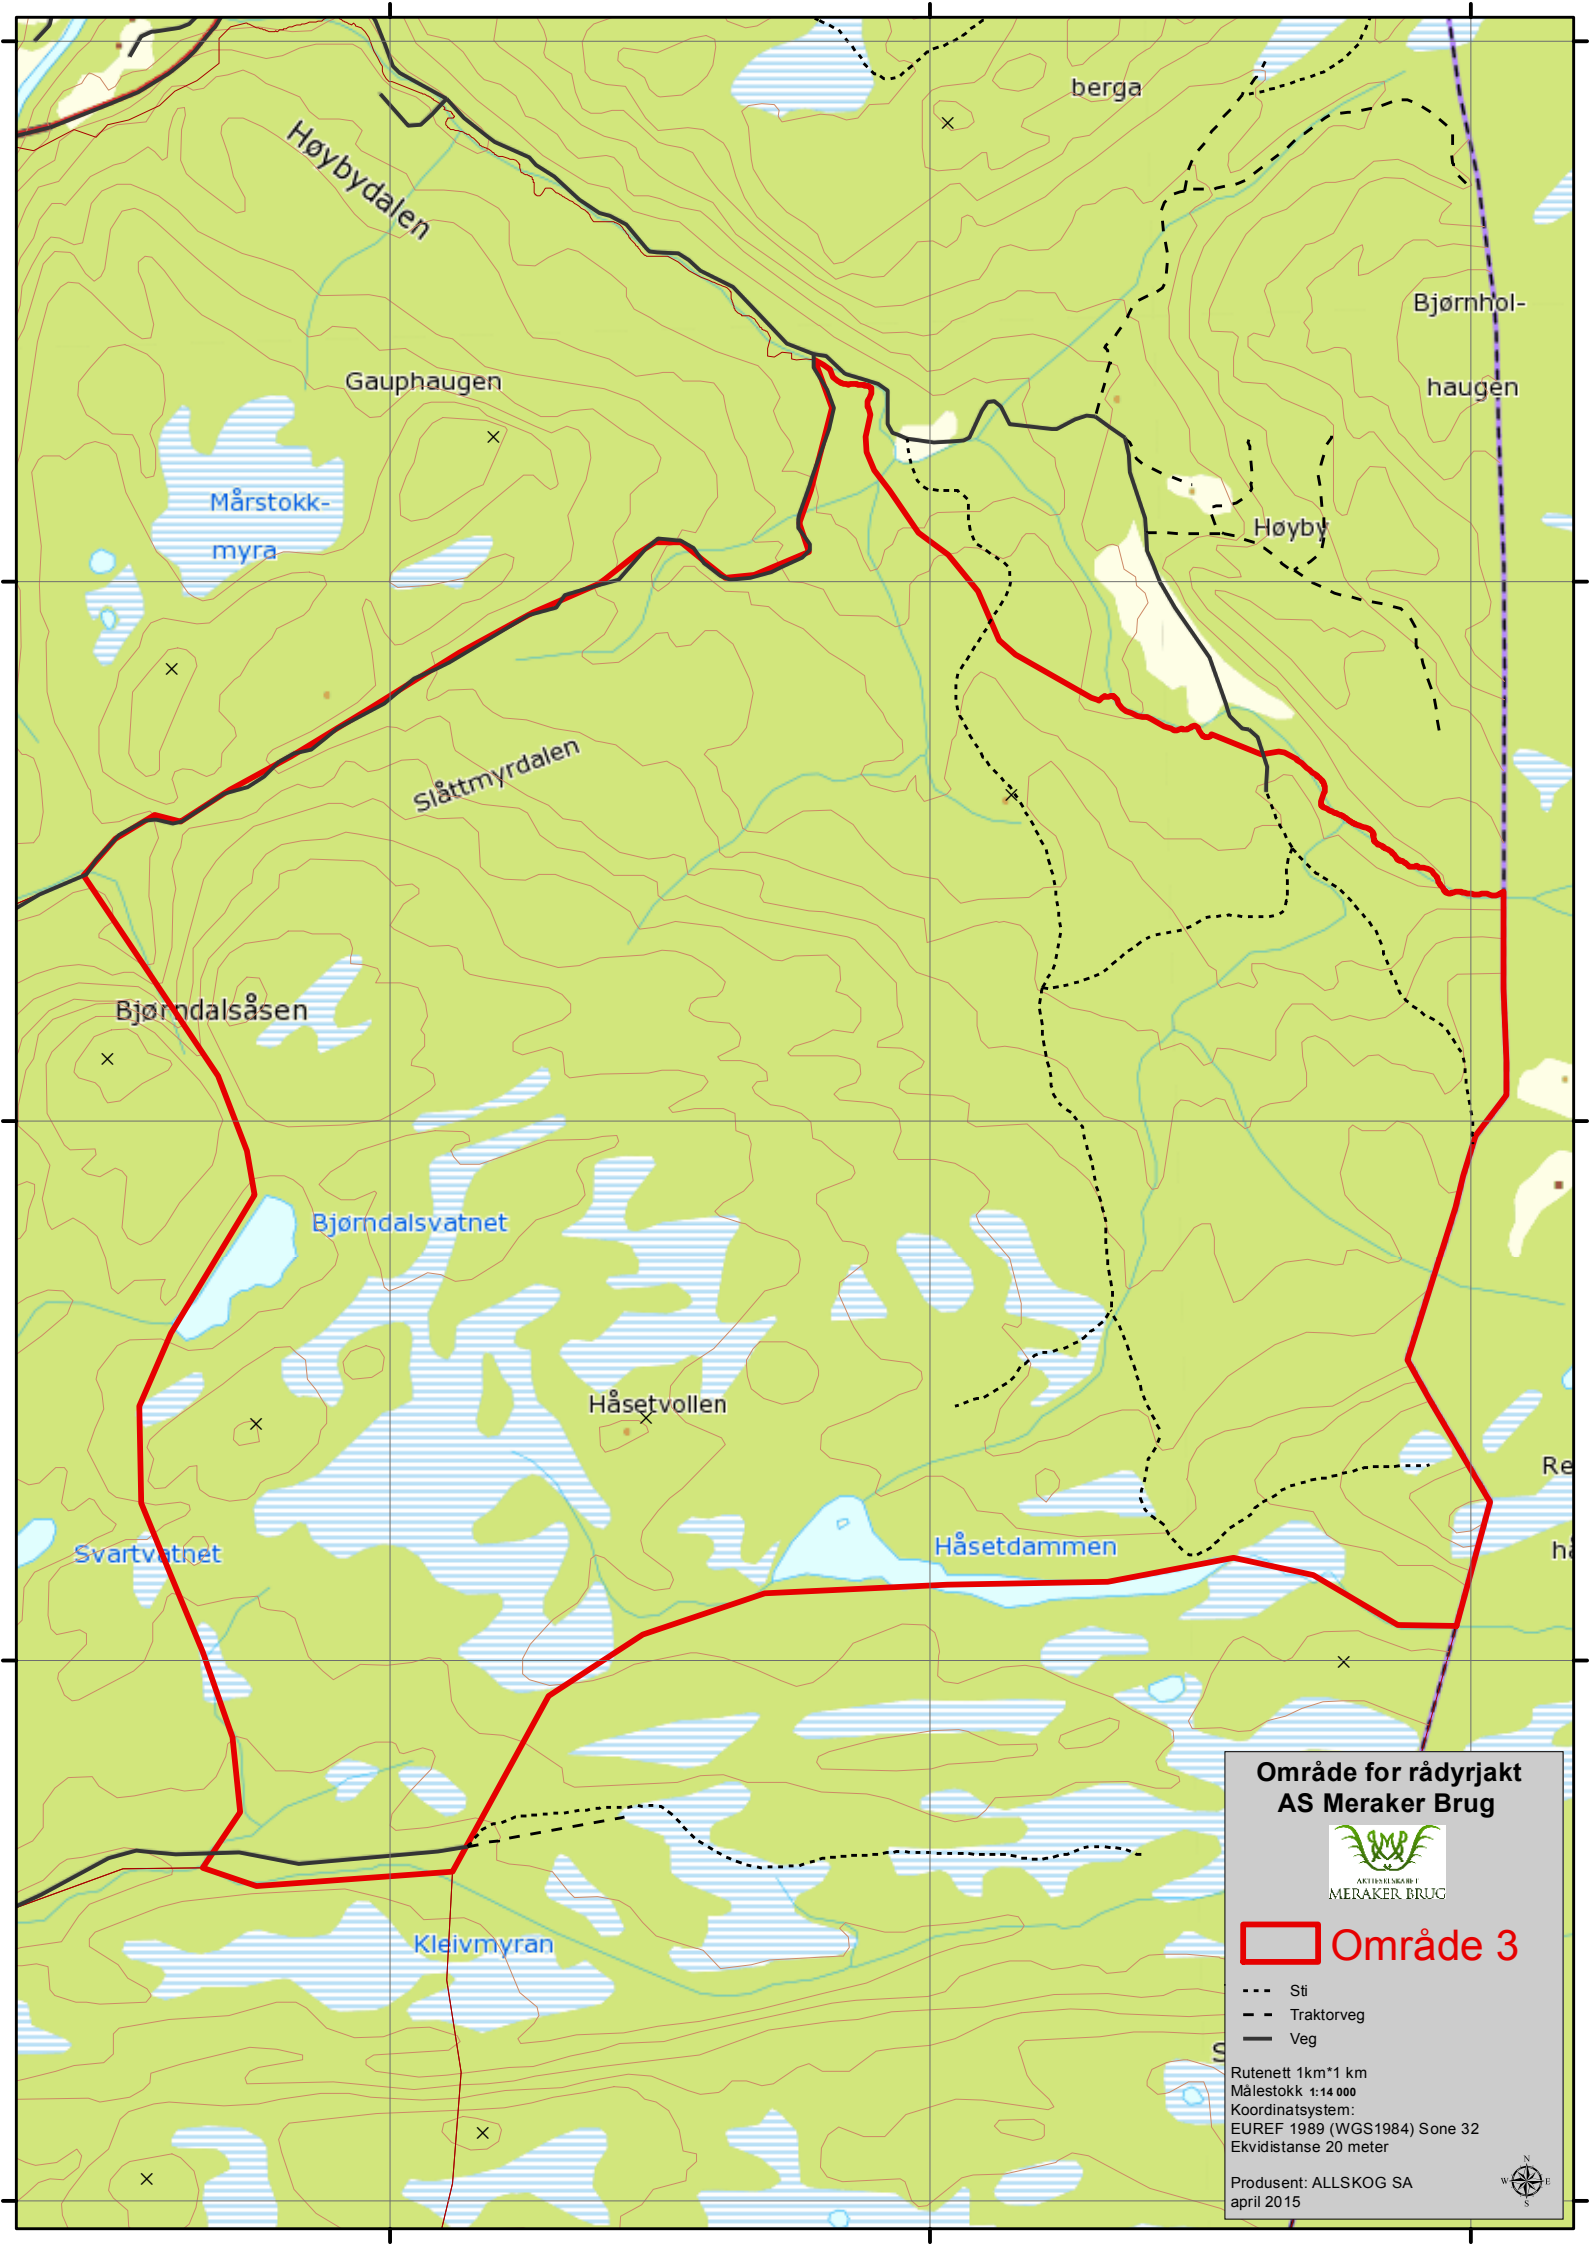 berga
Høybydalen
Bjørnhol-
haugen
Gauphaugen
Mårstokk-
myra
Høyby
Slåttmyrdalen
Bjørndalsåsen
Bjørndalsvatnet
Håsetvollen
Re
Svartvatnet
Håsetdammen
Kleivmyran
Område for rådyrjakt
AS Meraker Brug
AKTIESELSKABET
MERAKER BRUG
Område 3
Sti
Traktorveg
Veg
S
Rutenett 1km*1 km
Målestokk 1:14 000
Koordinatsystem:
EUREF 1989 (WGS1984) Sone 32
Ekvidistanse 20 meter
Produsent: ALLSKOG SA
april 2015
N
W E
S